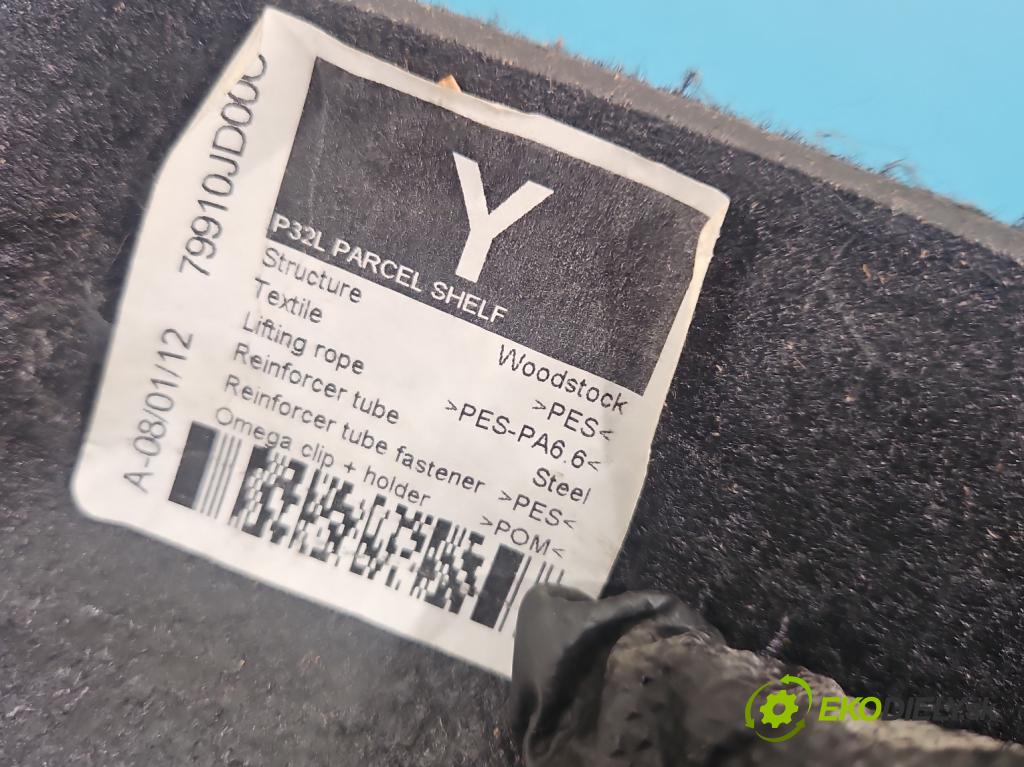 Y
P32L PARCEL SHELF
Structure Woodstock
Textile >PES<
Lifting rope >PES-PA6.6<
Reinforcer tube Steel
Reinforcer tube fastener >PES<
Omega clip + holder >POM<
A-08/01/12 79910JD00C